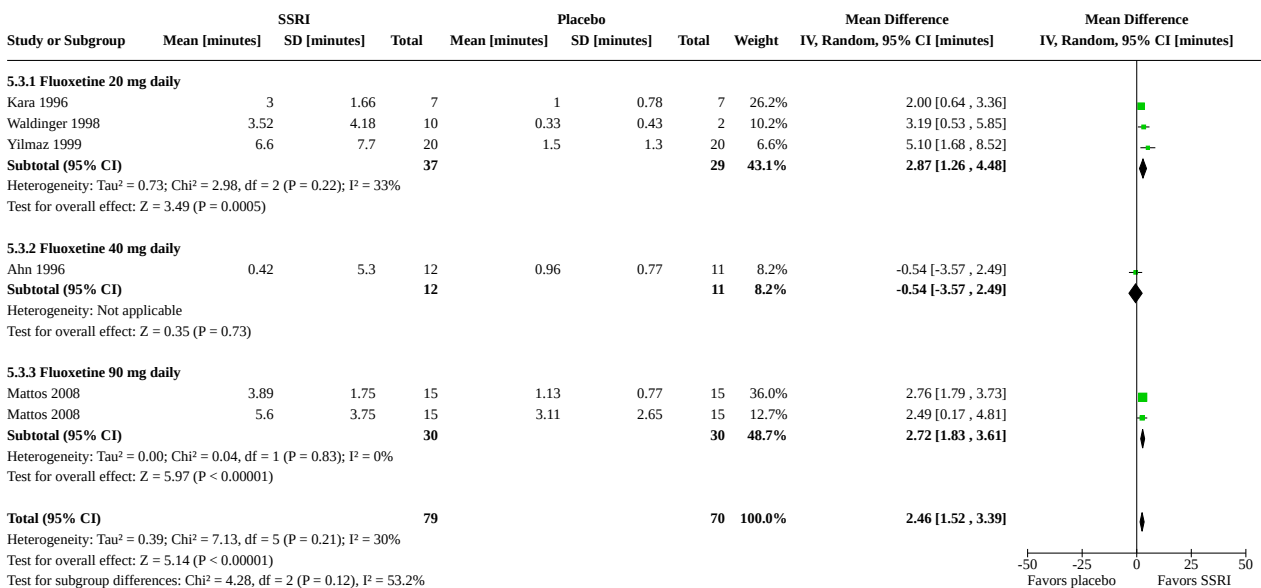 SSRI Placebo Mean Difference Mean Difference
Study or Subgroup Mean [minutes] SD [minutes] Total Mean [minutes] SD [minutes] Total Weight IV, Random, 95% CI [minutes] IV, Random, 95% CI [minutes]
5.3.1 Fluoxetine 20 mg daily
Kara 1996 3 1.66 7 1 0.78 7 26.2% 2.00 [0.64 , 3.36]
Waldinger 1998 3.52 4.18 10 0.33 0.43 2 10.2% 3.19 [0.53 , 5.85]
Yilmaz 1999 6.6 7.7 20 1.5 1.3 20 6.6% 5.10 [1.68 , 8.52]
Subtotal (95% CI) 37 29 43.1% 2.87 [1.26 , 4.48]
Heterogeneity: Tau² = 0.73; Chi² = 2.98, df = 2 (P = 0.22); I² = 33%
Test for overall effect: Z = 3.49 (P = 0.0005)
5.3.2 Fluoxetine 40 mg daily
Ahn 1996 0.42 5.3 12 0.96 0.77 11 8.2% -0.54 [-3.57 , 2.49]
Subtotal (95% CI) 12 11 8.2% -0.54 [-3.57 , 2.49]
Heterogeneity: Not applicable
Test for overall effect: Z = 0.35 (P = 0.73)
5.3.3 Fluoxetine 90 mg daily
Mattos 2008 3.89 1.75 15 1.13 0.77 15 36.0% 2.76 [1.79 , 3.73]
Mattos 2008 5.6 3.75 15 3.11 2.65 15 12.7% 2.49 [0.17 , 4.81]
Subtotal (95% CI) 30 30 48.7% 2.72 [1.83 , 3.61]
Heterogeneity: Tau² = 0.00; Chi² = 0.04, df = 1 (P = 0.83); I² = 0%
Test for overall effect: Z = 5.97 (P < 0.00001)
Total (95% CI) 79 70 100.0% 2.46 [1.52 , 3.39]
Heterogeneity: Tau² = 0.39; Chi² = 7.13, df = 5 (P = 0.21); I² = 30%
Test for overall effect: Z = 5.14 (P < 0.00001) -50 -25 0 25 50
Test for subgroup differences: Chi² = 4.28, df = 2 (P = 0.12), I² = 53.2% Favors placebo Favors SSRI